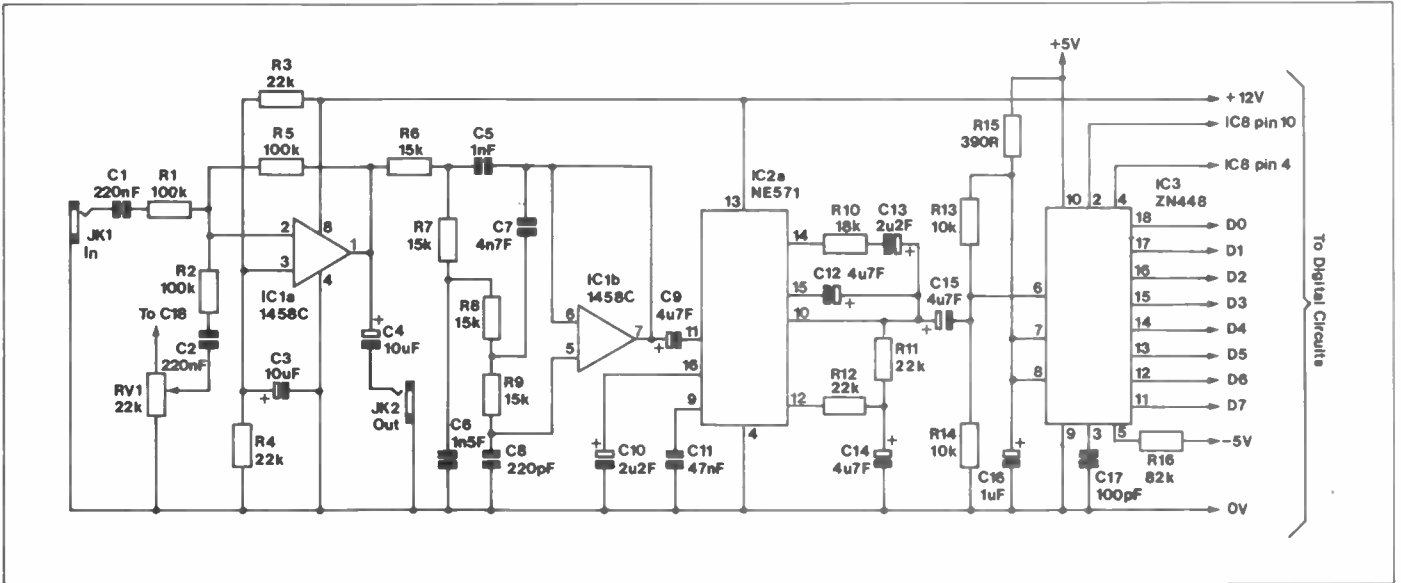 R3
22k
R5
100k
C1
220nF
R1
100k
JK1
In
2
3
8
1
4
IC1a
1458C
R2
100k
To C18
C2
220nF
RV1
22k
C3
10uF
+
R4
22k
+
C4
10uF
JK2
Out
R6
15k
C5
1nF
R7
15k
C7
4n7F
R8
15k
R9
15k
C6
1n5F
C8
220pF
IC1b
1458C
6
5
7
C9
4u7F
+
IC2a
NE571
13
11
16
9
4
14
15
10
12
C10
2u2F
+
C11
47nF
R10
18k
C13
2u2F
+
C12 4u7F
+
C15
4u7F
+
R11
22k
R12
22k
C14
4u7F
+
R13
10k
R14
10k
R15
390R
+5V
C16
1uF
+
IC3
ZN448
10
2
4
6
7
8
9
3
5
18
17
16
15
14
13
12
11
C17
100pF
R16
82k
+12V
IC8 pin 10
IC8 pin 4
D0
D1
D2
D3
D4
D5
D6
D7
-5V
0V
To Digital Circuits